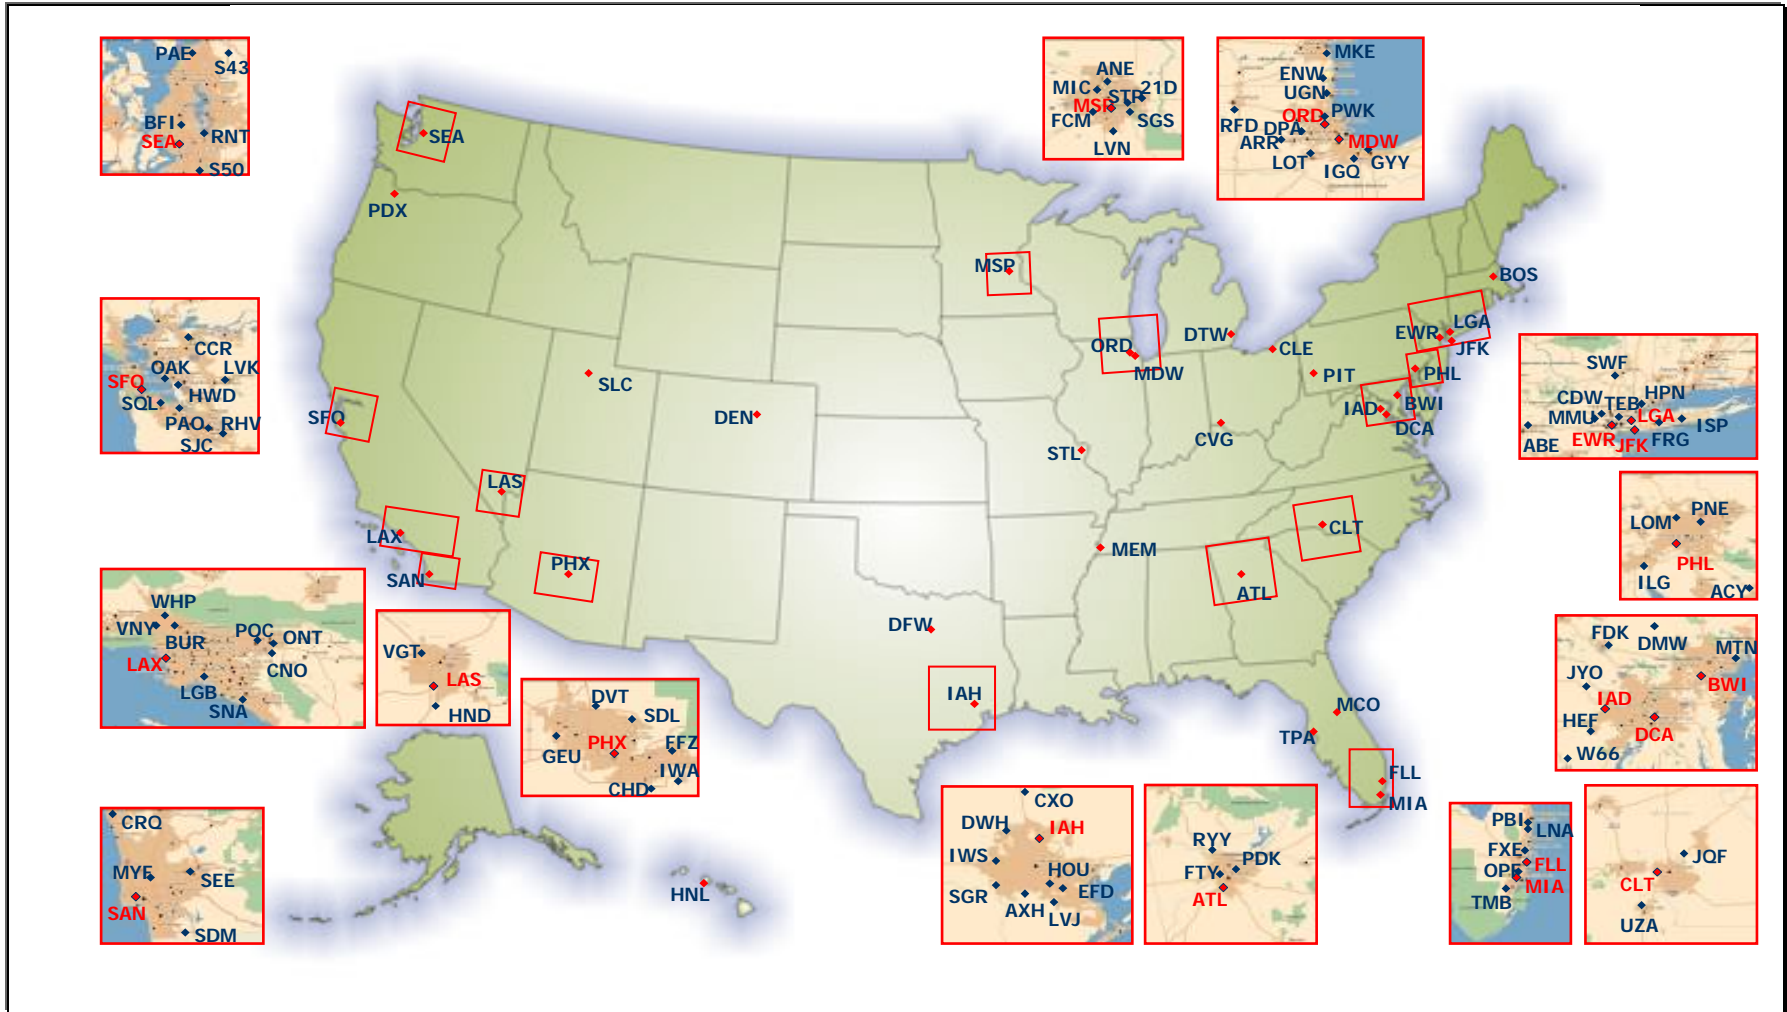 PAE
S43
BFI
SEA
RNT
S50
ANE
MIC
STP
21D
MSP
FCM
SGS
LVN
MKE
ENW
UGN
ORD
PWK
RFD
DPA
ARR
MDW
LOT
IGQ
GYY
SEA
PDX
MSP
BOS
ORD
MDW
DTW
CLE
EWR
LGA
JFK
PIT
PHL
IAD
BWI
DCA
SLC
DEN
CVG
STL
SFO
LAS
LAX
SAN
PHX
MEM
CLT
ATL
DFW
IAH
MCO
TPA
FLL
MIA
HNL
CCR
OAK
LVK
SFO
HWD
SQL
PAO
RHV
SJC
SWF
CDW
TEB
HPN
MMU
LGA
ISP
ABE
EWR
JFK
FRG
LOM
PNE
PHL
ILG
ACY
WHP
VNY
BUR
POC
ONT
LAX
CNO
LGB
SNA
VGT
LAS
HND
DVT
SDL
PHX
GEU
FFZ
IWA
CHD
FDK
DMW
MTN
JYO
IAD
BWI
HEF
DCA
W66
CRQ
MYF
SEE
SAN
SDM
CXO
DWH
IAH
IWS
HOU
SGR
EFD
AXH
LVJ
RYY
PDK
FTY
ATL
PBI
LNA
FXE
FLL
OPF
MIA
TMB
JQF
CLT
UZA